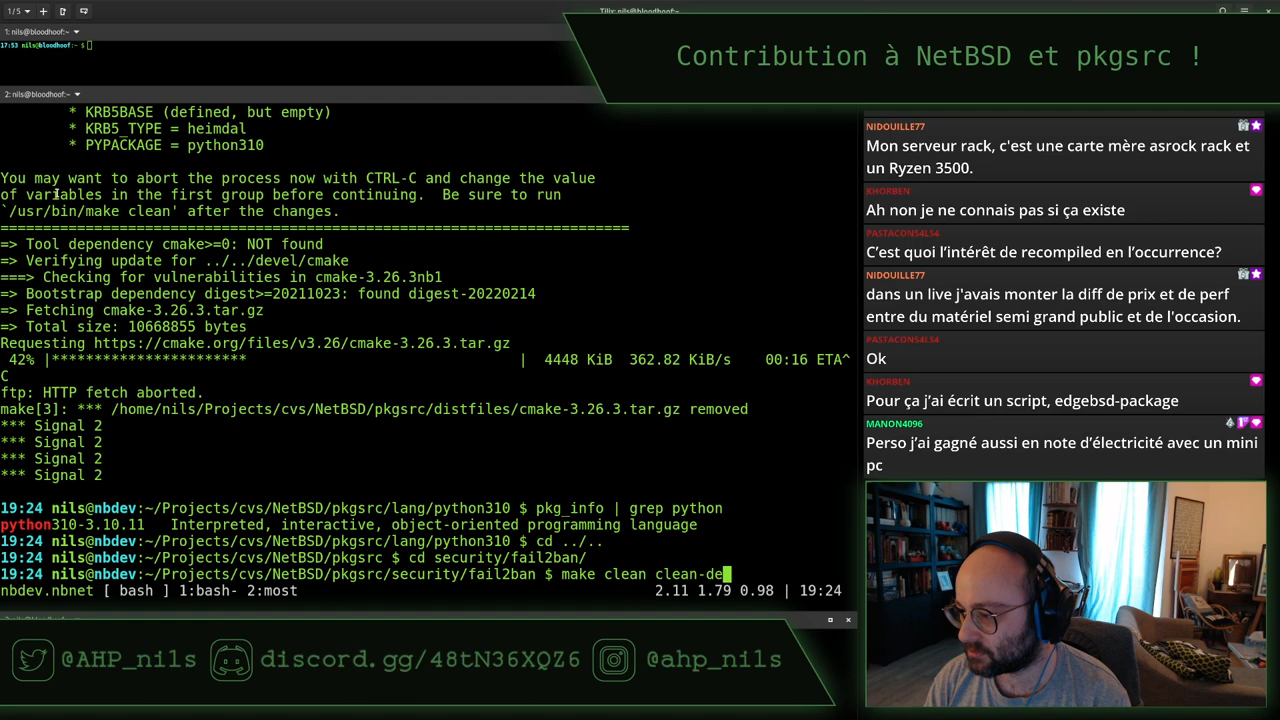 1/5
Tilix: nils@bloodhoof:~
1: nils@bloodhoof:~
17:53 nils@bloodhoof:~ $
2: nils@bloodhoof:~
* KRB5BASE (defined, but empty)
* KRB5_TYPE = heimdal
* PYPACKAGE = python310
You may want to abort the process now with CTRL-C and change the value
of variables in the first group before continuing.  Be sure to run
`/usr/bin/make clean' after the changes.
===========================================================================
=> Tool dependency cmake>=0: NOT found
=> Verifying update for ../../devel/cmake
===> Checking for vulnerabilities in cmake-3.26.3nb1
=> Bootstrap dependency digest>=20211023: found digest-20220214
=> Fetching cmake-3.26.3.tar.gz
=> Total size: 10668855 bytes
Requesting https://cmake.org/files/v3.26/cmake-3.26.3.tar.gz
42% |***********************                                |  4448 KiB  362.82 KiB/s    00:16 ETA^
C
ftp: HTTP fetch aborted.
make[3]: *** /home/nils/Projects/cvs/NetBSD/pkgsrc/distfiles/cmake-3.26.3.tar.gz removed
*** Signal 2
*** Signal 2
*** Signal 2
*** Signal 2
19:24 nils@nbdev:~/Projects/cvs/NetBSD/pkgsrc/lang/python310 $ pkg_info | grep python
python310-3.10.11   Interpreted, interactive, object-oriented programming language
19:24 nils@nbdev:~/Projects/cvs/NetBSD/pkgsrc/lang/python310 $ cd ../..
19:24 nils@nbdev:~/Projects/cvs/NetBSD/pkgsrc $ cd security/fail2ban/
19:24 nils@nbdev:~/Projects/cvs/NetBSD/pkgsrc/security/fail2ban $ make clean clean-de
nbdev.nbnet [ bash ] 1:bash- 2:most 2.11 1.79 0.98 | 19:24
Contribution à NetBSD et pkgsrc !
NIDOUILLE77
Mon serveur rack, c'est une carte mère asrock rack et
un Ryzen 3500.
KHORBEN
Ah non je ne connais pas si ça existe
PASTACONS4LS4
C’est quoi l’intérêt de recompiled en l’occurrence?
NIDOUILLE77
dans un live j'avais monter la diff de prix et de perf
entre du matériel semi grand public et de l'occasion.
PASTACONS4LS4
Ok
KHORBEN
Pour ça j’ai écrit un script, edgebsd-package
MANON4096
Perso j’ai gagné aussi en note d’électricité avec un mini
pc
@AHP_nils discord.gg/48tN36XQZ6 @ahp_nils